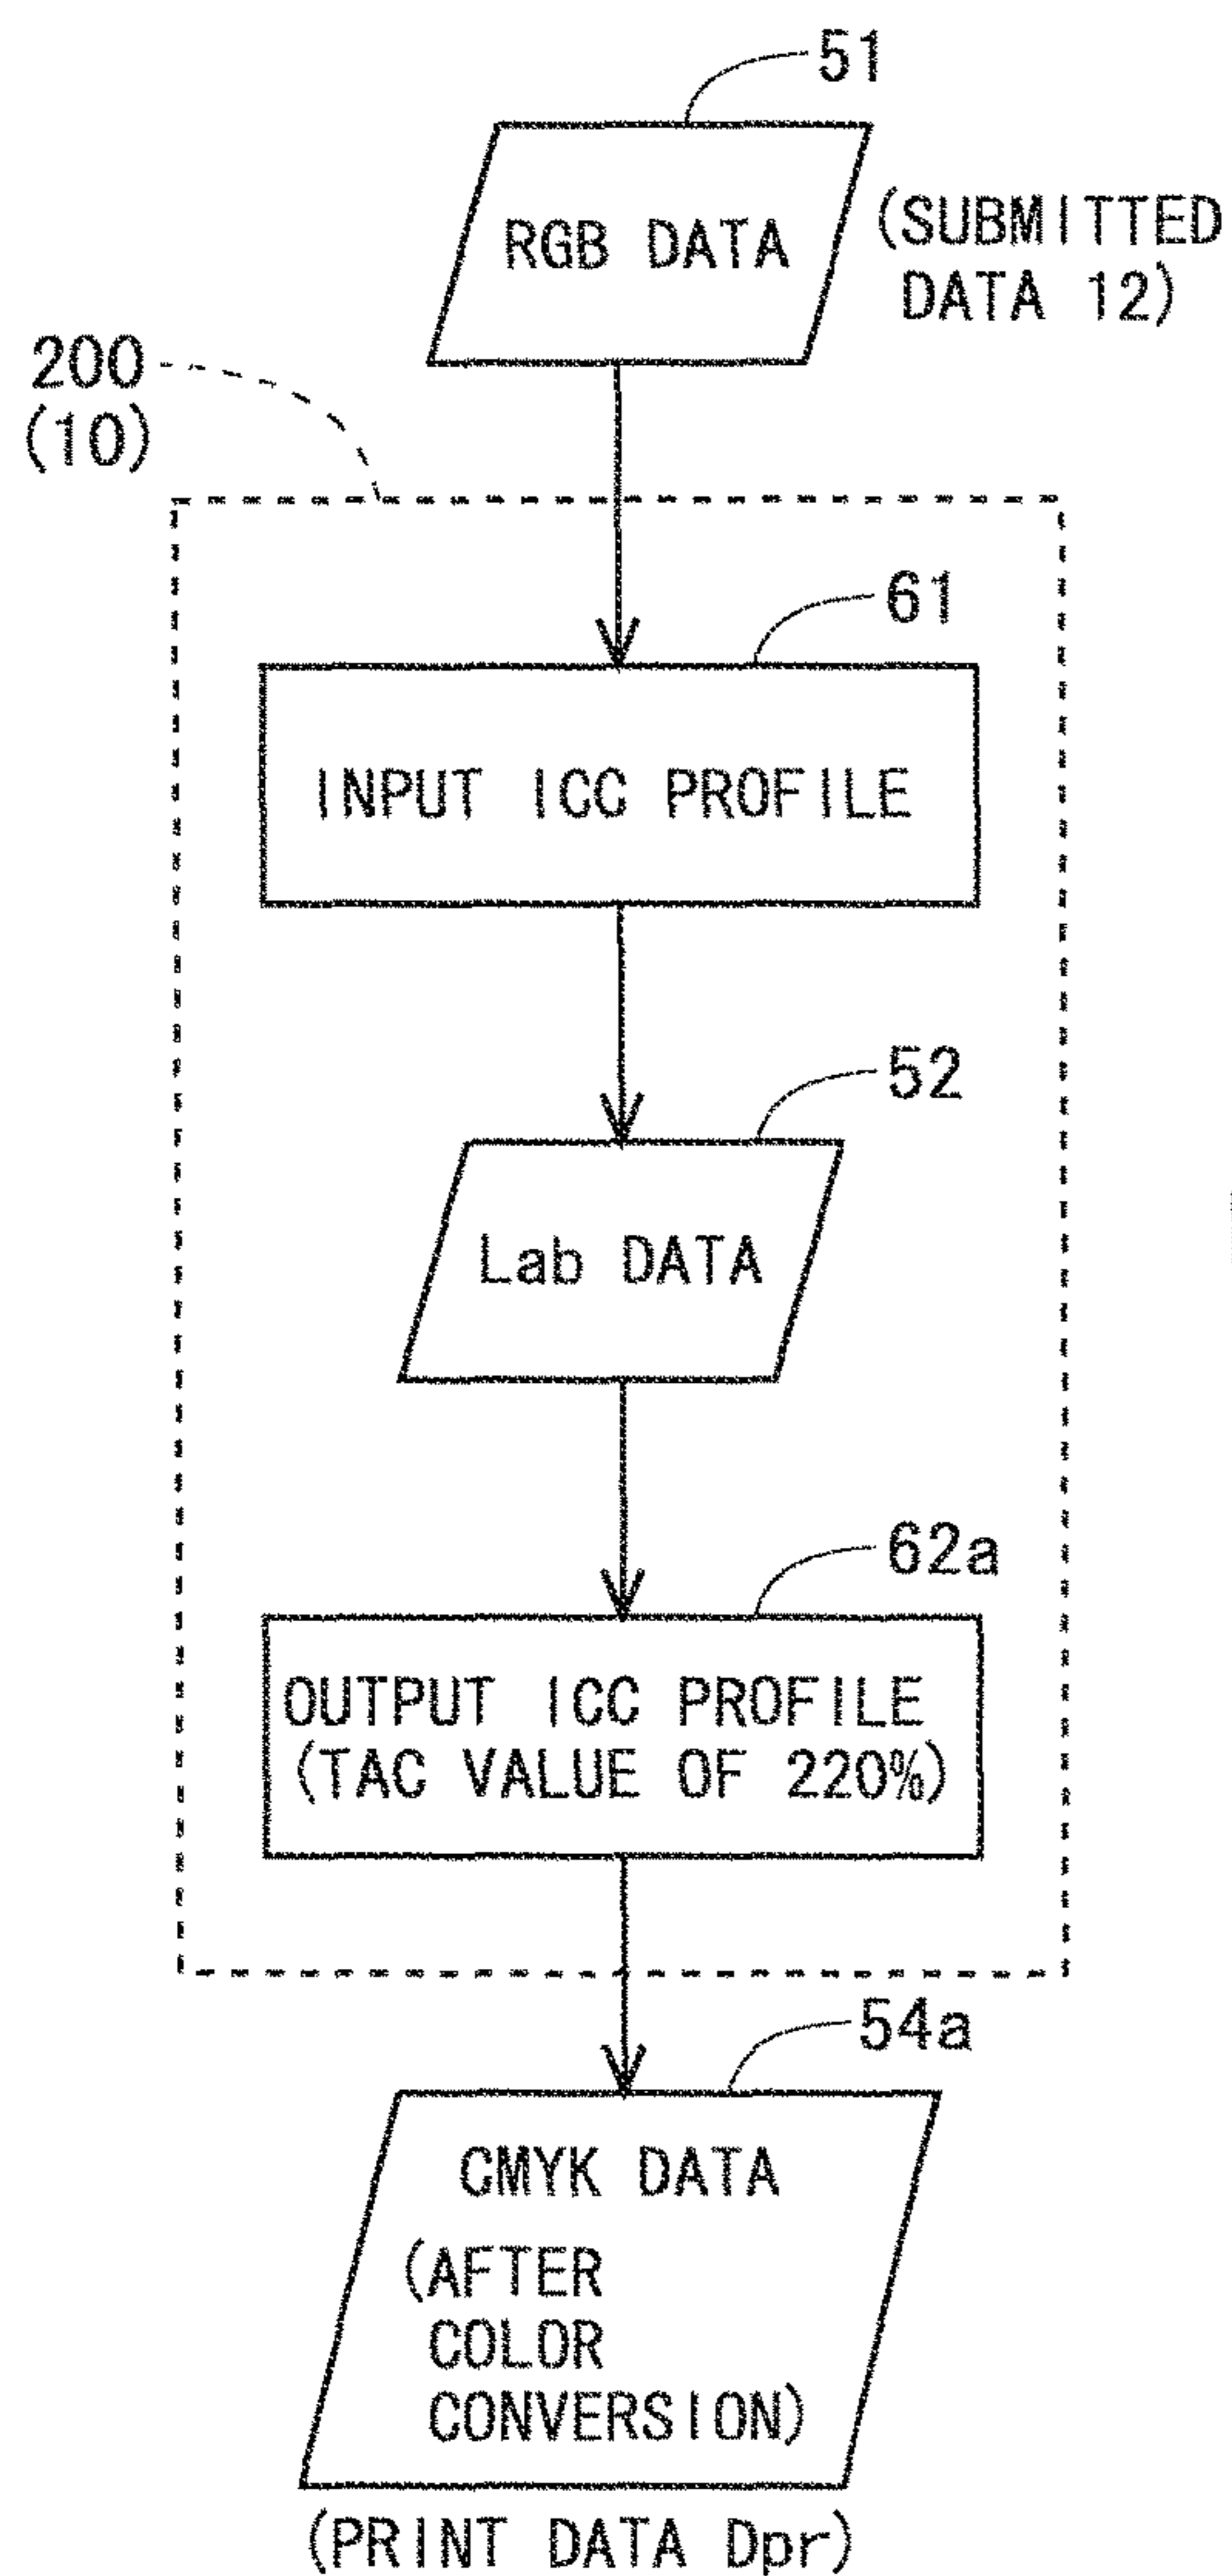 51
RGB DATA
(SUBMITTED
DATA 12)
200
(10)
61
INPUT ICC PROFILE
52
Lab DATA
62a
OUTPUT ICC PROFILE
(TAC VALUE OF 220%)
54a
CMYK DATA
(AFTER
COLOR
CONVERSION)
(PRINT DATA Dpr)